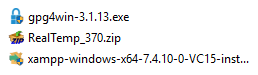 gpg4win-3.1.13.exe
RealTemp_370.zip
xampp-windows-x64-7.4.10-0-VC15-inst...